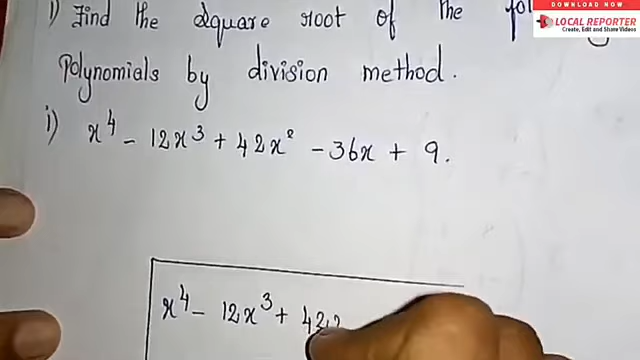 DOWNLOAD NOW
LOCAL REPORTER
Create, Edit and Share Videos
1) Find the square root of the
Polynomials by division method.
i) x⁴ - 12x³ + 42x² - 36x + 9.
x⁴ - 12x³ + 42